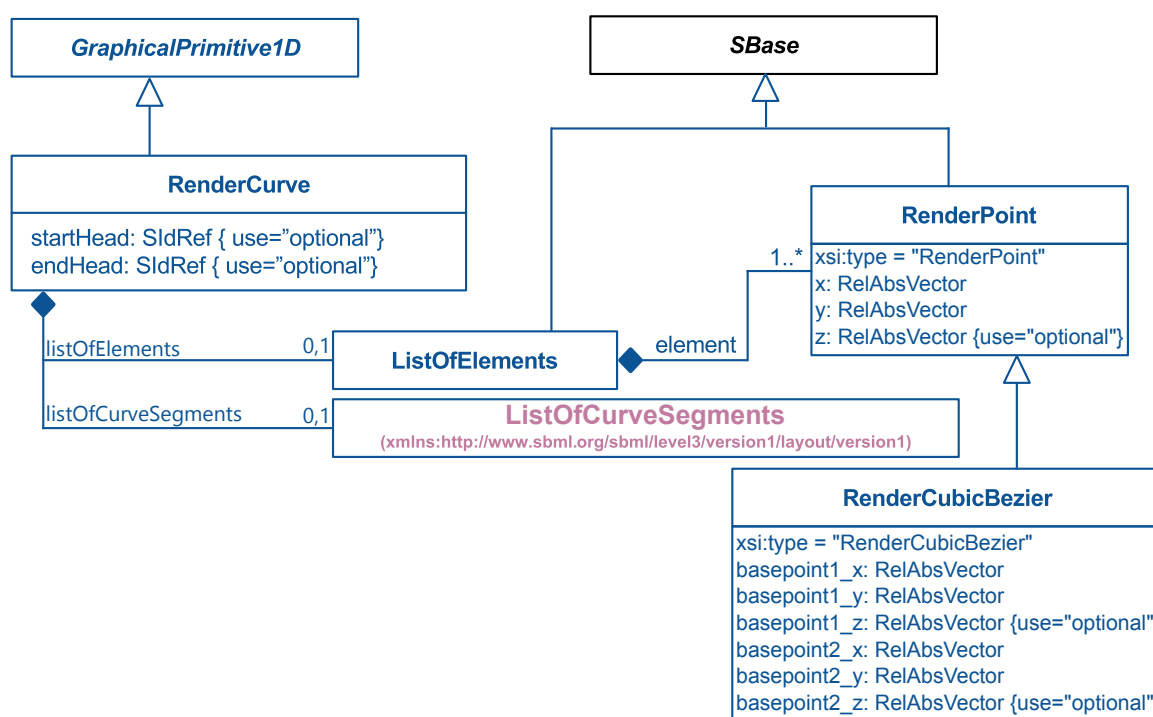 GraphicalPrimitive1D
SBase
RenderCurve
startHead: SIdRef { use=”optional”}
endHead: SIdRef { use=”optional”}
RenderPoint
xsi:type = "RenderPoint"
x: RelAbsVector
y: RelAbsVector
z: RelAbsVector {use="optional"}
1..*
listOfElements
0,1
ListOfElements
element
listOfCurveSegments
0,1
ListOfCurveSegments
(xmlns:http://www.sbml.org/sbml/level3/version1/layout/version1)
RenderCubicBezier
xsi:type = "RenderCubicBezier"
basepoint1_x: RelAbsVector
basepoint1_y: RelAbsVector
basepoint1_z: RelAbsVector {use="optional"
basepoint2_x: RelAbsVector
basepoint2_y: RelAbsVector
basepoint2_z: RelAbsVector {use="optional"